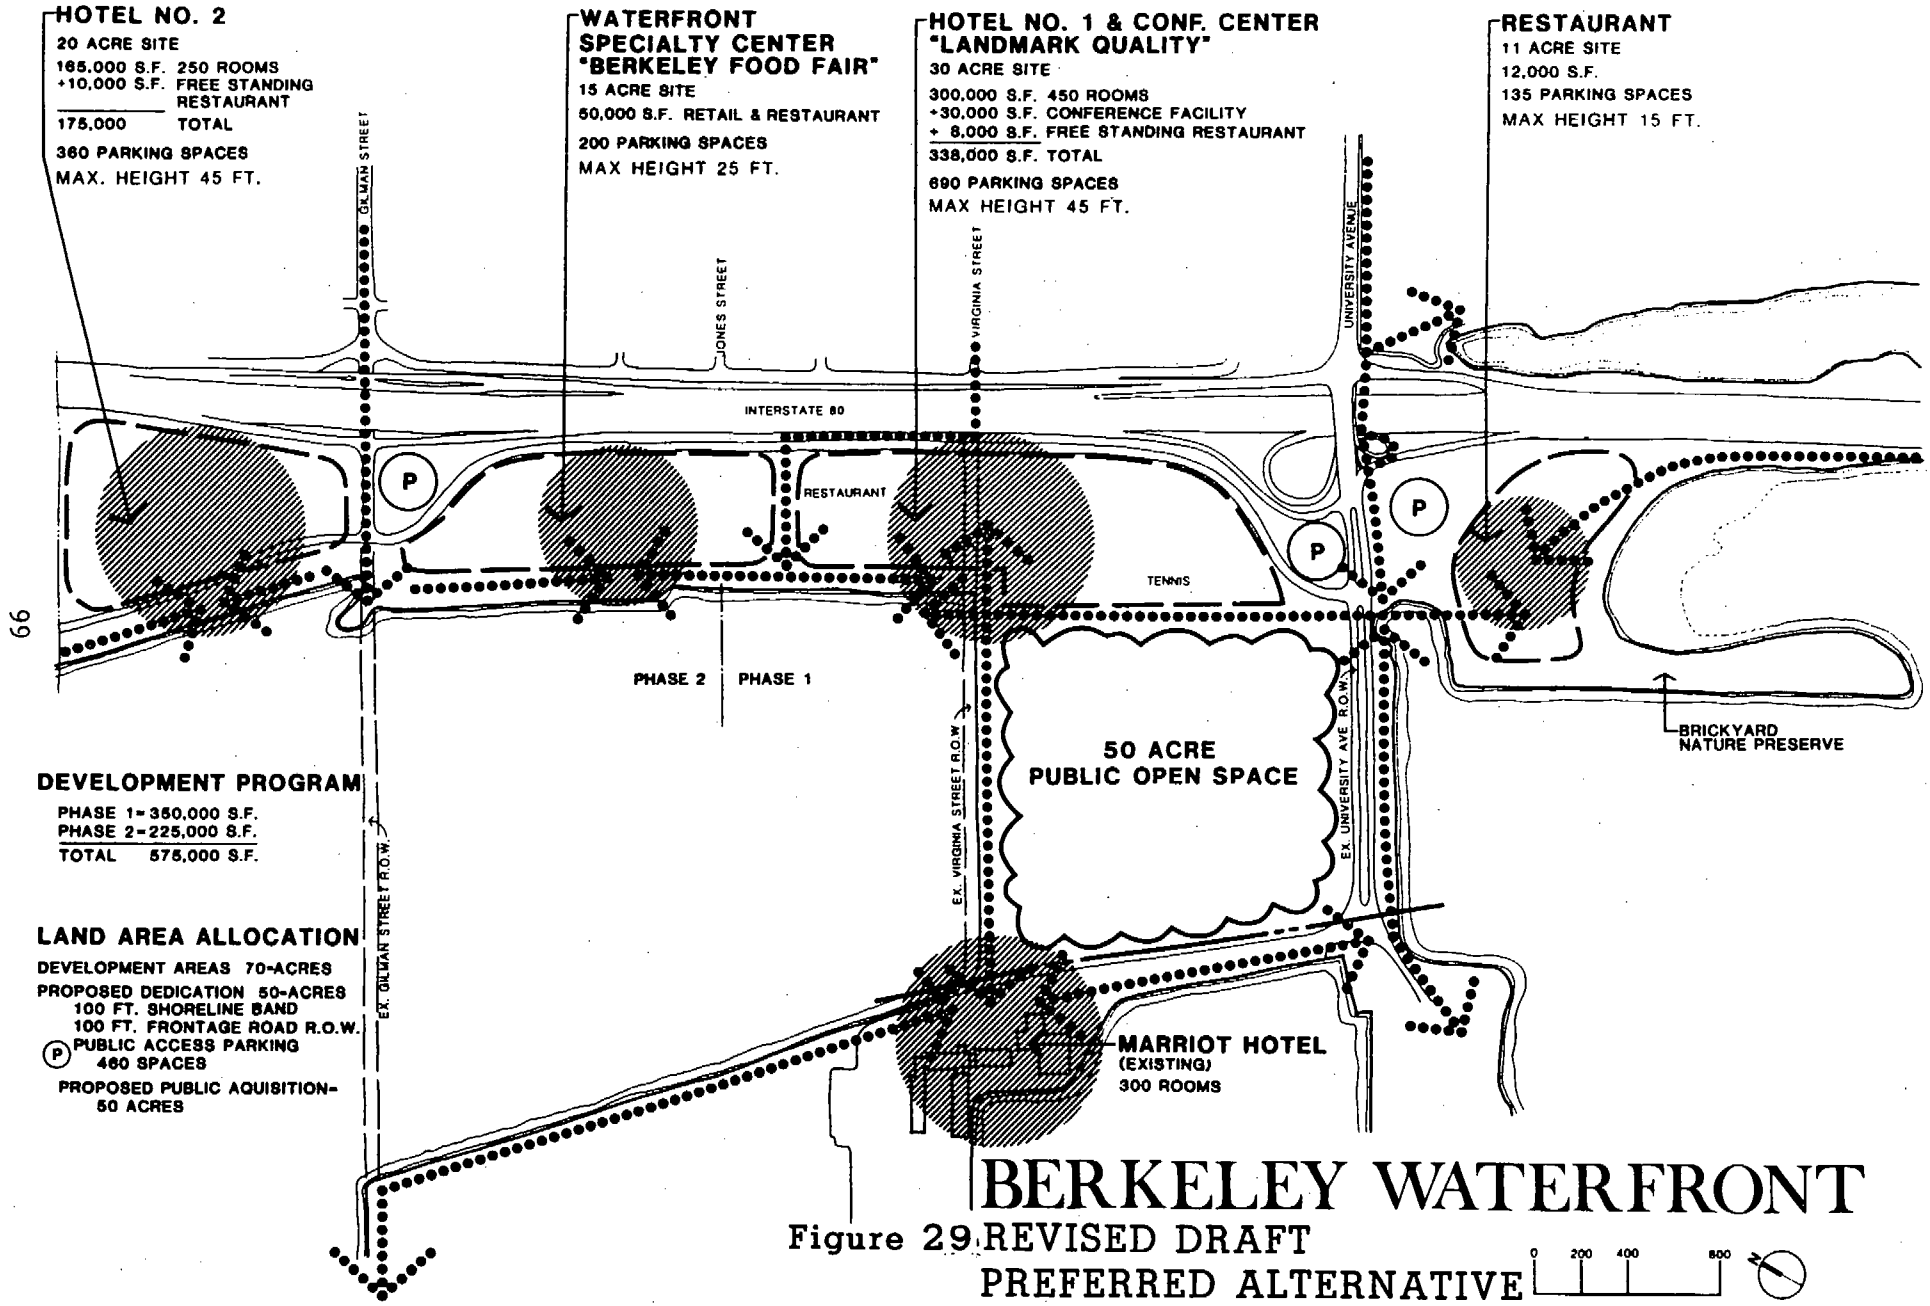 HOTEL NO. 2
20 ACRE SITE
165.000 S.F. 250 ROOMS
+10,000 S.F. FREE STANDING
RESTAURANT
175,000 TOTAL
360 PARKING SPACES
MAX. HEIGHT 45 FT.
WATERFRONT
SPECIALTY CENTER
"BERKELEY FOOD FAIR"
15 ACRE SITE
50,000 S.F. RETAIL & RESTAURANT
200 PARKING SPACES
MAX HEIGHT 25 FT.
HOTEL NO. 1 & CONF. CENTER
"LANDMARK QUALITY"
30 ACRE SITE
300.000 S.F. 450 ROOMS
+30,000 S.F. CONFERENCE FACILITY
+ 8,000 S.F. FREE STANDING RESTAURANT
338,000 S.F. TOTAL
690 PARKING SPACES
MAX HEIGHT 45 FT.
RESTAURANT
11 ACRE SITE
12,000 S.F.
135 PARKING SPACES
MAX HEIGHT 15 FT.
GILMAN STREET
JONES STREET
VIRGINIA STREET
UNIVERSITY AVENUE
INTERSTATE 80
P
RESTAURANT
P
P
TENNIS
66
PHASE 2
PHASE 1
EX. VIRGINIA STREET R.O.W.
EX. UNIVERSITY AVE R.O.W.
50 ACRE
PUBLIC OPEN SPACE
BRICKYARD
NATURE PRESERVE
DEVELOPMENT PROGRAM
PHASE 1=350,000 S.F.
PHASE 2=225,000 S.F.
TOTAL 575,000 S.F.
EX. GILMAN STREET R.O.W.
LAND AREA ALLOCATION
DEVELOPMENT AREAS 70-ACRES
PROPOSED DEDICATION 50-ACRES
100 FT. SHORELINE BAND
100 FT. FRONTAGE ROAD R.O.W.
P PUBLIC ACCESS PARKING
460 SPACES
PROPOSED PUBLIC AQUISITION-
50 ACRES
MARRIOT HOTEL
(EXISTING)
300 ROOMS
BERKELEY WATERFRONT
Figure 29 REVISED DRAFT
PREFERRED ALTERNATIVE
0 200 400 800
N